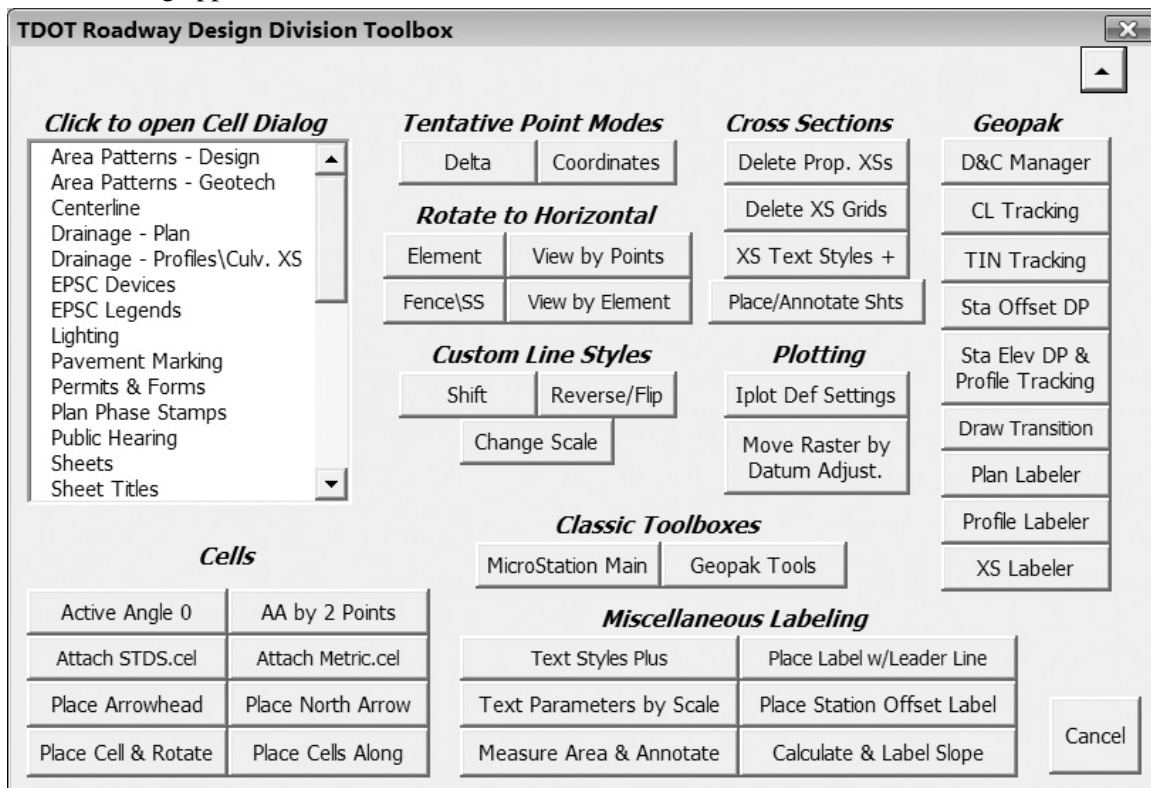 TDOT Roadway Design Division Toolbox
Click to open Cell Dialog
Area Patterns - Design
Area Patterns - Geotech
Centerline
Drainage - Plan
Drainage - Profiles\Culv. XS
EPSC Devices
EPSC Legends
Lighting
Pavement Marking
Permits & Forms
Plan Phase Stamps
Public Hearing
Sheets
Sheet Titles
Tentative Point Modes
Delta
Coordinates
Rotate to Horizontal
Element
View by Points
Fence\SS
View by Element
Custom Line Styles
Shift
Reverse/Flip
Change Scale
Cross Sections
Delete Prop. XSs
Delete XS Grids
XS Text Styles +
Place/Annotate Shts
Plotting
Iplot Def Settings
Move Raster by
Datum Adjust.
Geopak
D&C Manager
CL Tracking
TIN Tracking
Sta Offset DP
Sta Elev DP &
Profile Tracking
Draw Transition
Plan Labeler
Profile Labeler
XS Labeler
Classic Toolboxes
MicroStation Main
Geopak Tools
Cells
Active Angle 0
AA by 2 Points
Attach STDS.cel
Attach Metric.cel
Place Arrowhead
Place North Arrow
Place Cell & Rotate
Place Cells Along
Miscellaneous Labeling
Text Styles Plus
Place Label w/Leader Line
Text Parameters by Scale
Place Station Offset Label
Measure Area & Annotate
Calculate & Label Slope
Cancel